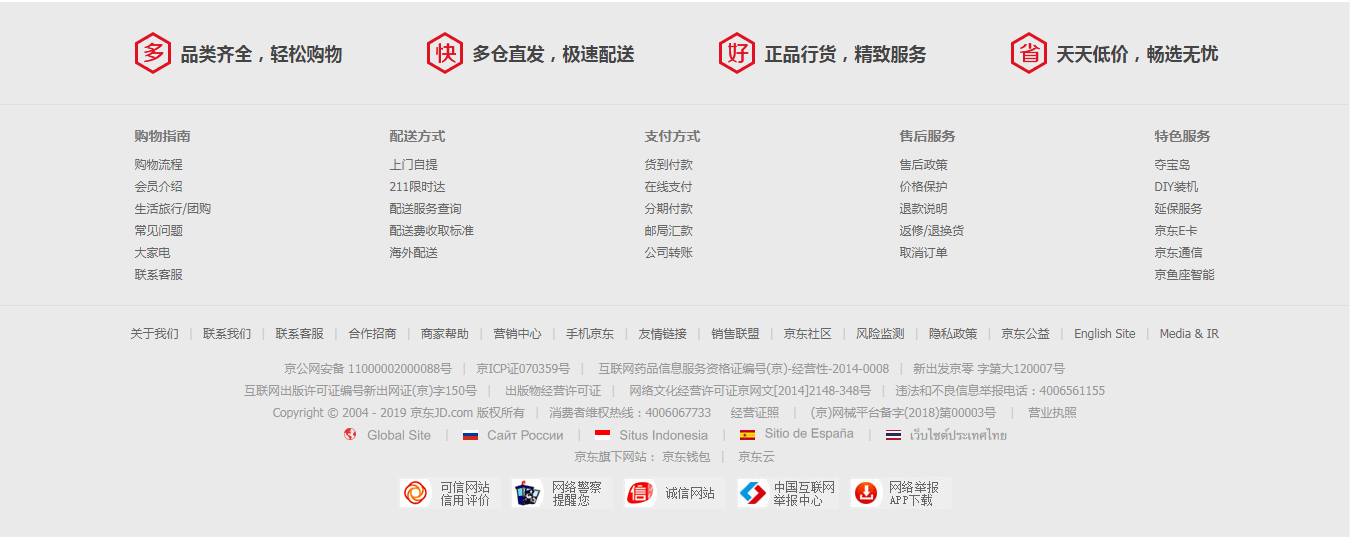 多 品类齐全，轻松购物 快 多仓直发，极速配送 好 正品行货，精致服务 省 天天低价，畅选无忧
购物指南 配送方式 支付方式 售后服务 特色服务
购物流程 上门自提 货到付款 售后政策 夺宝岛
会员介绍 211限时达 在线支付 价格保护 DIY装机
生活旅行/团购 配送服务查询 分期付款 退款说明 延保服务
常见问题 配送费收取标准 邮局汇款 返修/退换货 京东E卡
大家电 海外配送 公司转账 取消订单 京东通信
联系客服 京鱼座智能
关于我们 | 联系我们 | 联系客服 | 合作招商 | 商家帮助 | 营销中心 | 手机京东 | 友情链接 | 销售联盟 | 京东社区 | 风险监测 | 隐私政策 | 京东公益 | English Site | Media & IR
京公网安备 11000002000088号 | 京ICP证070359号 | 互联网药品信息服务资格证编号(京)-经营性-2014-0008 | 新出发京零 字第大120007号
互联网出版许可证编号新出网证(京)字150号 | 出版物经营许可证 | 网络文化经营许可证京网文[2014]2148-348号 | 违法和不良信息举报电话：4006561155
Copyright © 2004 - 2019 京东JD.com 版权所有 | 消费者维权热线：4006067733 经营证照 | (京)网械平台备字(2018)第00003号 | 营业执照
Global Site | Сайт России | Situs Indonesia | Sitio de España | เว็บไซต์ประเทศไทย
京东旗下网站： 京东钱包 | 京东云
可信网站 网络警察 信 诚信网站 中国互联网 网络举报
信用评价 提醒您 举报中心 APP下载